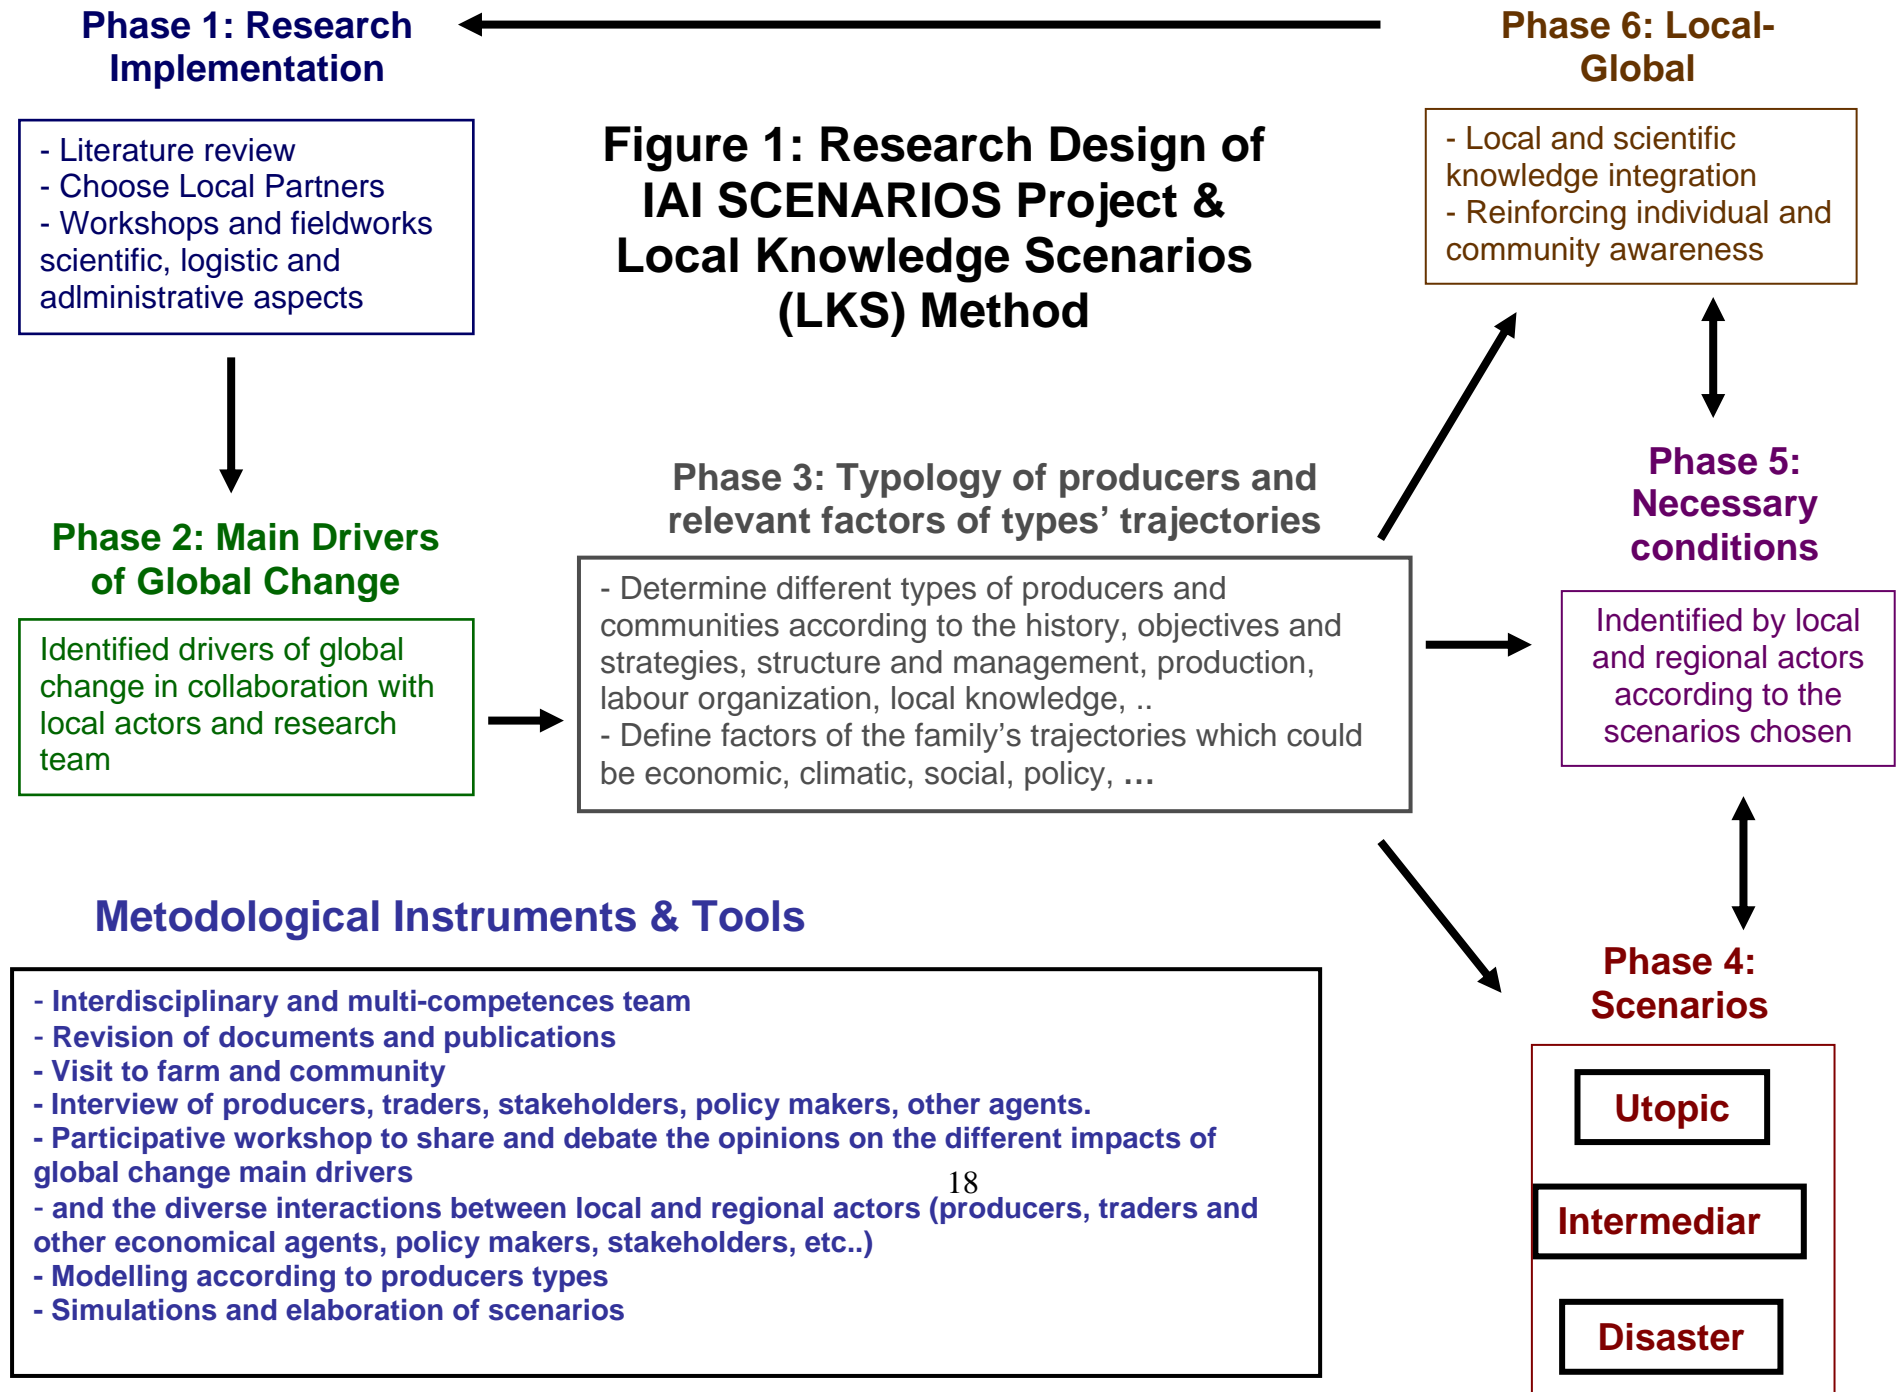 Phase 1: Research
Implementation
- Literature review
- Choose Local Partners
- Workshops and fieldworks
scientific, logistic and
adlministrative aspects
Figure 1: Research Design of
IAI SCENARIOS Project &
Local Knowledge Scenarios
(LKS) Method
Phase 6: Local-
Global
- Local and scientific
knowledge integration
- Reinforcing individual and
community awareness
Phase 2: Main Drivers
of Global Change
Identified drivers of global
change in collaboration with
local actors and research
team
Phase 3: Typology of producers and
relevant factors of types’ trajectories
- Determine different types of producers and
communities according to the history, objectives and
strategies, structure and management, production,
labour organization, local knowledge, ..
- Define factors of the family’s trajectories which could
be economic, climatic, social, policy, …
Phase 5:
Necessary
conditions
Indentified by local
and regional actors
according to the
scenarios chosen
Metodological Instruments & Tools
- Interdisciplinary and multi-competences team
- Revision of documents and publications
- Visit to farm and community
- Interview of producers, traders, stakeholders, policy makers, other agents.
- Participative workshop to share and debate the opinions on the different impacts of
global change main drivers
- and the diverse interactions between local and regional actors (producers, traders and
other economical agents, policy makers, stakeholders, etc..)
- Modelling according to producers types
- Simulations and elaboration of scenarios
18
Phase 4:
Scenarios
Utopic
Intermediar
Disaster